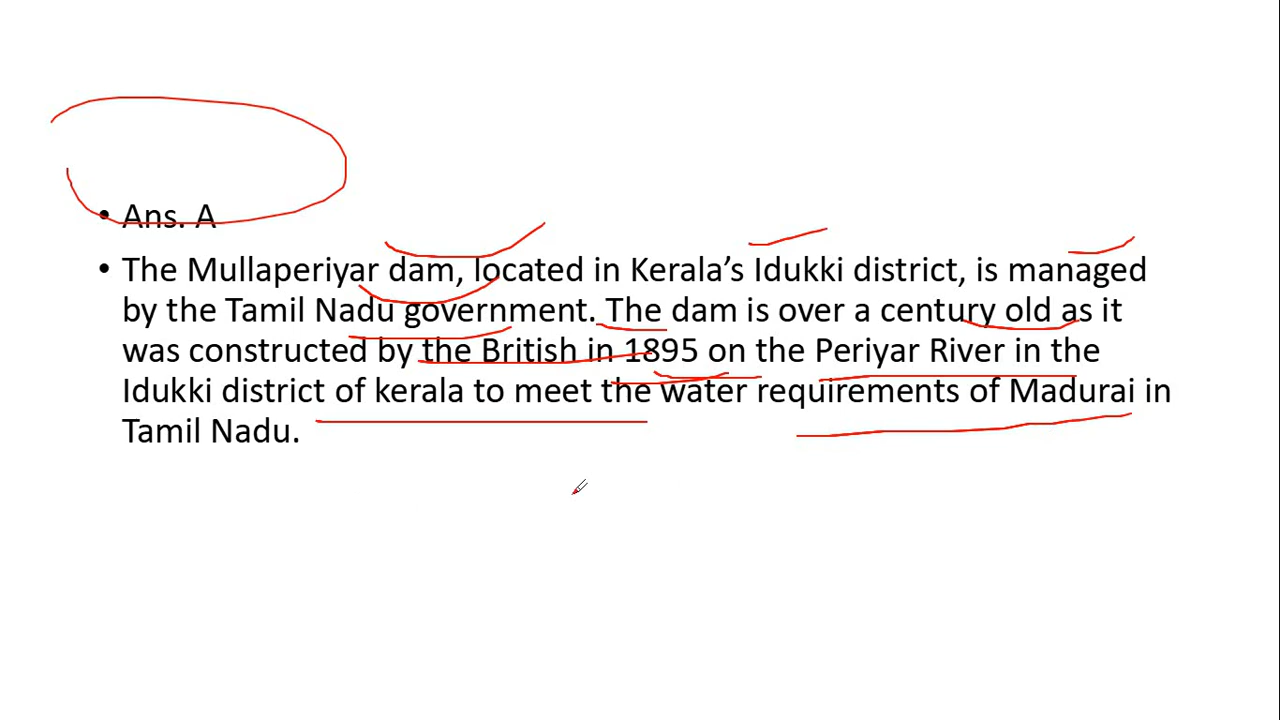 • Ans. A
• The Mullaperiyar dam, located in Kerala’s Idukki district, is managed
by the Tamil Nadu government. The dam is over a century old as it
was constructed by the British in 1895 on the Periyar River in the
Idukki district of kerala to meet the water requirements of Madurai in
Tamil Nadu.